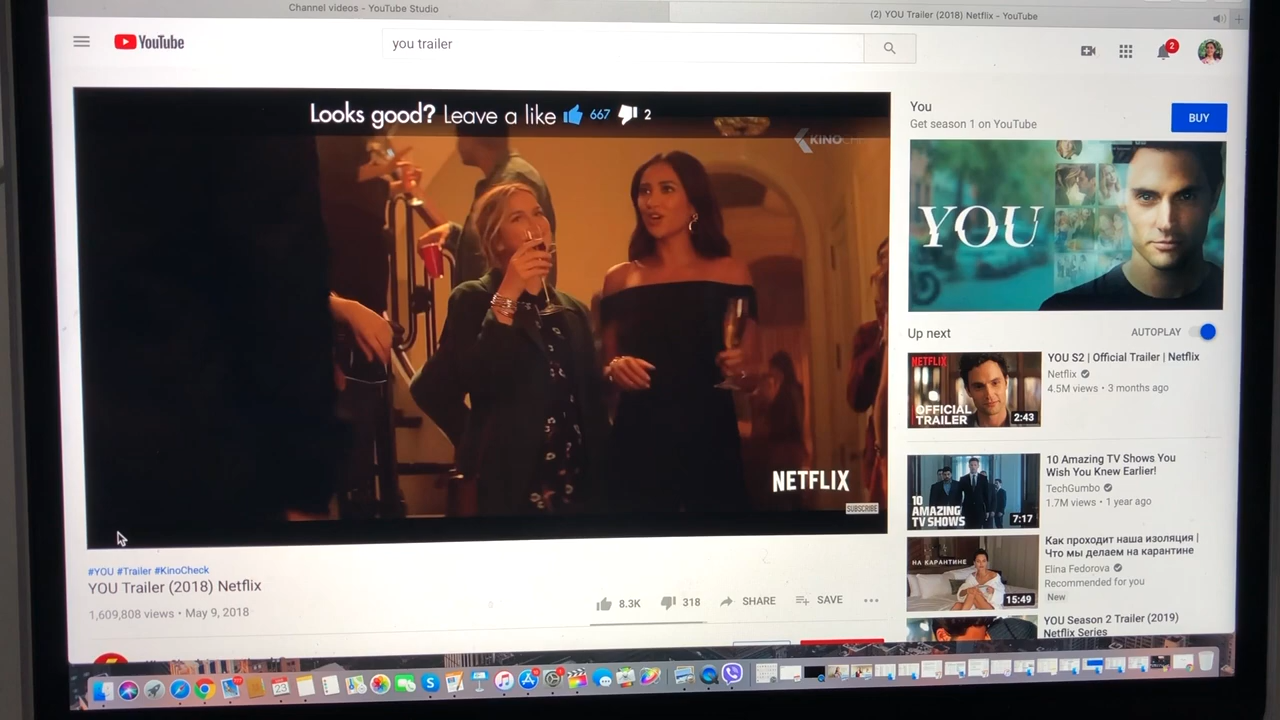 Channel videos - YouTube Studio
(2) YOU Trailer (2018) Netflix - YouTube
YouTube
you trailer
2
Looks good? Leave a like 667 2
KINO
NETFLIX
SUBSCRIBE
#YOU #Trailer #KinoCheck
YOU Trailer (2018) Netflix
1,609,808 views • May 9, 2018
8.3K 318 SHARE SAVE
You
Get season 1 on YouTube
BUY
YOU
Up next
AUTOPLAY
NETFLIX
OFFICIAL
TRAILER
2:43
YOU S2 | Official Trailer | Netflix
Netflix
4.5M views • 3 months ago
10
AMAZING
TV SHOWS
7:17
10 Amazing TV Shows You
Wish You Knew Earlier!
TechGumbo
1.7M views • 1 year ago
НА КАРАНТИНЕ
15:49
Как проходит наша изоляция |
Что мы делаем на карантине
Elina Fedorova
Recommended for you
New
YOU Season 2 Trailer (2019)
Netflix Series
23